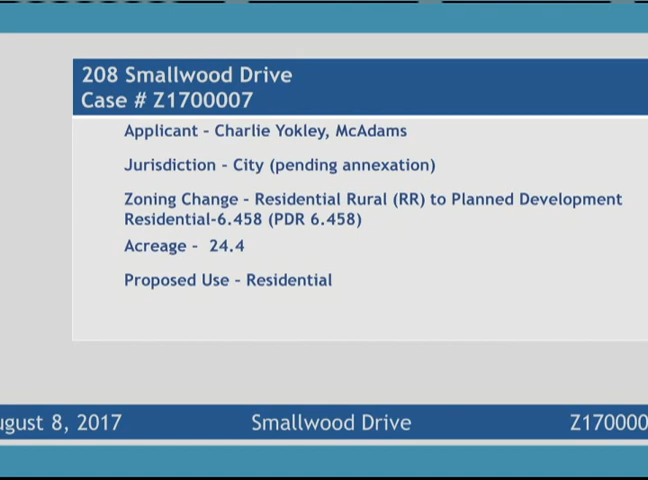 208 Smallwood Drive
Case # Z1700007
Applicant - Charlie Yokley, McAdams
Jurisdiction - City (pending annexation)
Zoning Change - Residential Rural (RR) to Planned Development
Residential-6.458 (PDR 6.458)
Acreage - 24.4
Proposed Use - Residential
ugust 8, 2017 Smallwood Drive Z170000